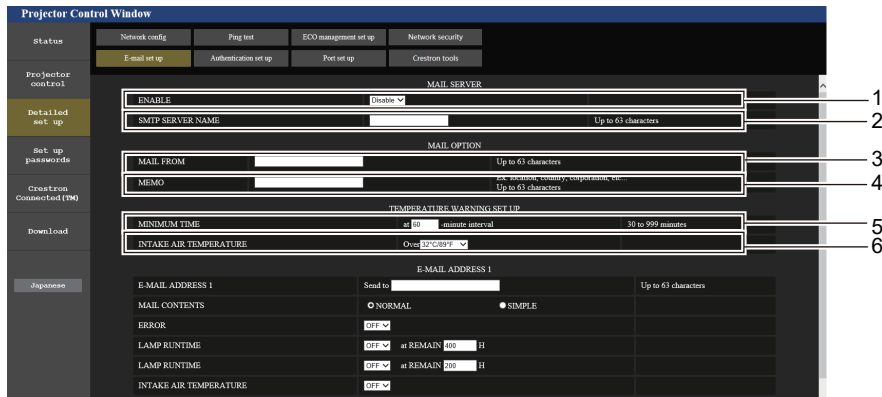 Projector Control Window
Status
Network config Ping test ECO management set up Network security
E-mail set up Authentication set up Port set up Crestron tools
Projector control
Detailed set up
Set up passwords
Crestron Connected(TM)
Download
Japanese
MAIL SERVER
ENABLE Disable 1
SMTP SERVER NAME Up to 63 characters 2
MAIL OPTION
MAIL FROM Up to 63 characters 3
MEMO Ex. location, country, corporation, etc... 4
Up to 63 characters
TEMPERATURE WARNING SET UP
MINIMUM TIME at 60 -minute interval 30 to 999 minutes 5
INTAKE AIR TEMPERATURE Over 32°C/89°F 6
E-MAIL ADDRESS 1
E-MAIL ADDRESS 1 Send to Up to 63 characters
MAIL CONTENTS NORMAL SIMPLE
ERROR OFF
LAMP RUNTIME OFF at REMAIN 400 H
LAMP RUNTIME OFF at REMAIN 200 H
INTAKE AIR TEMPERATURE OFF